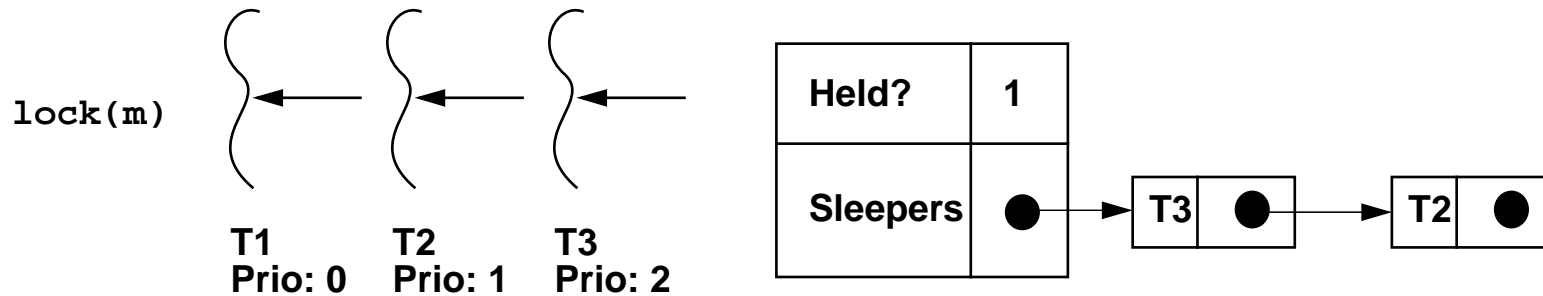 lock(m)
T1
Prio: 0
T2
Prio: 1
T3
Prio: 2
Held? 1
Sleepers
T3
T2